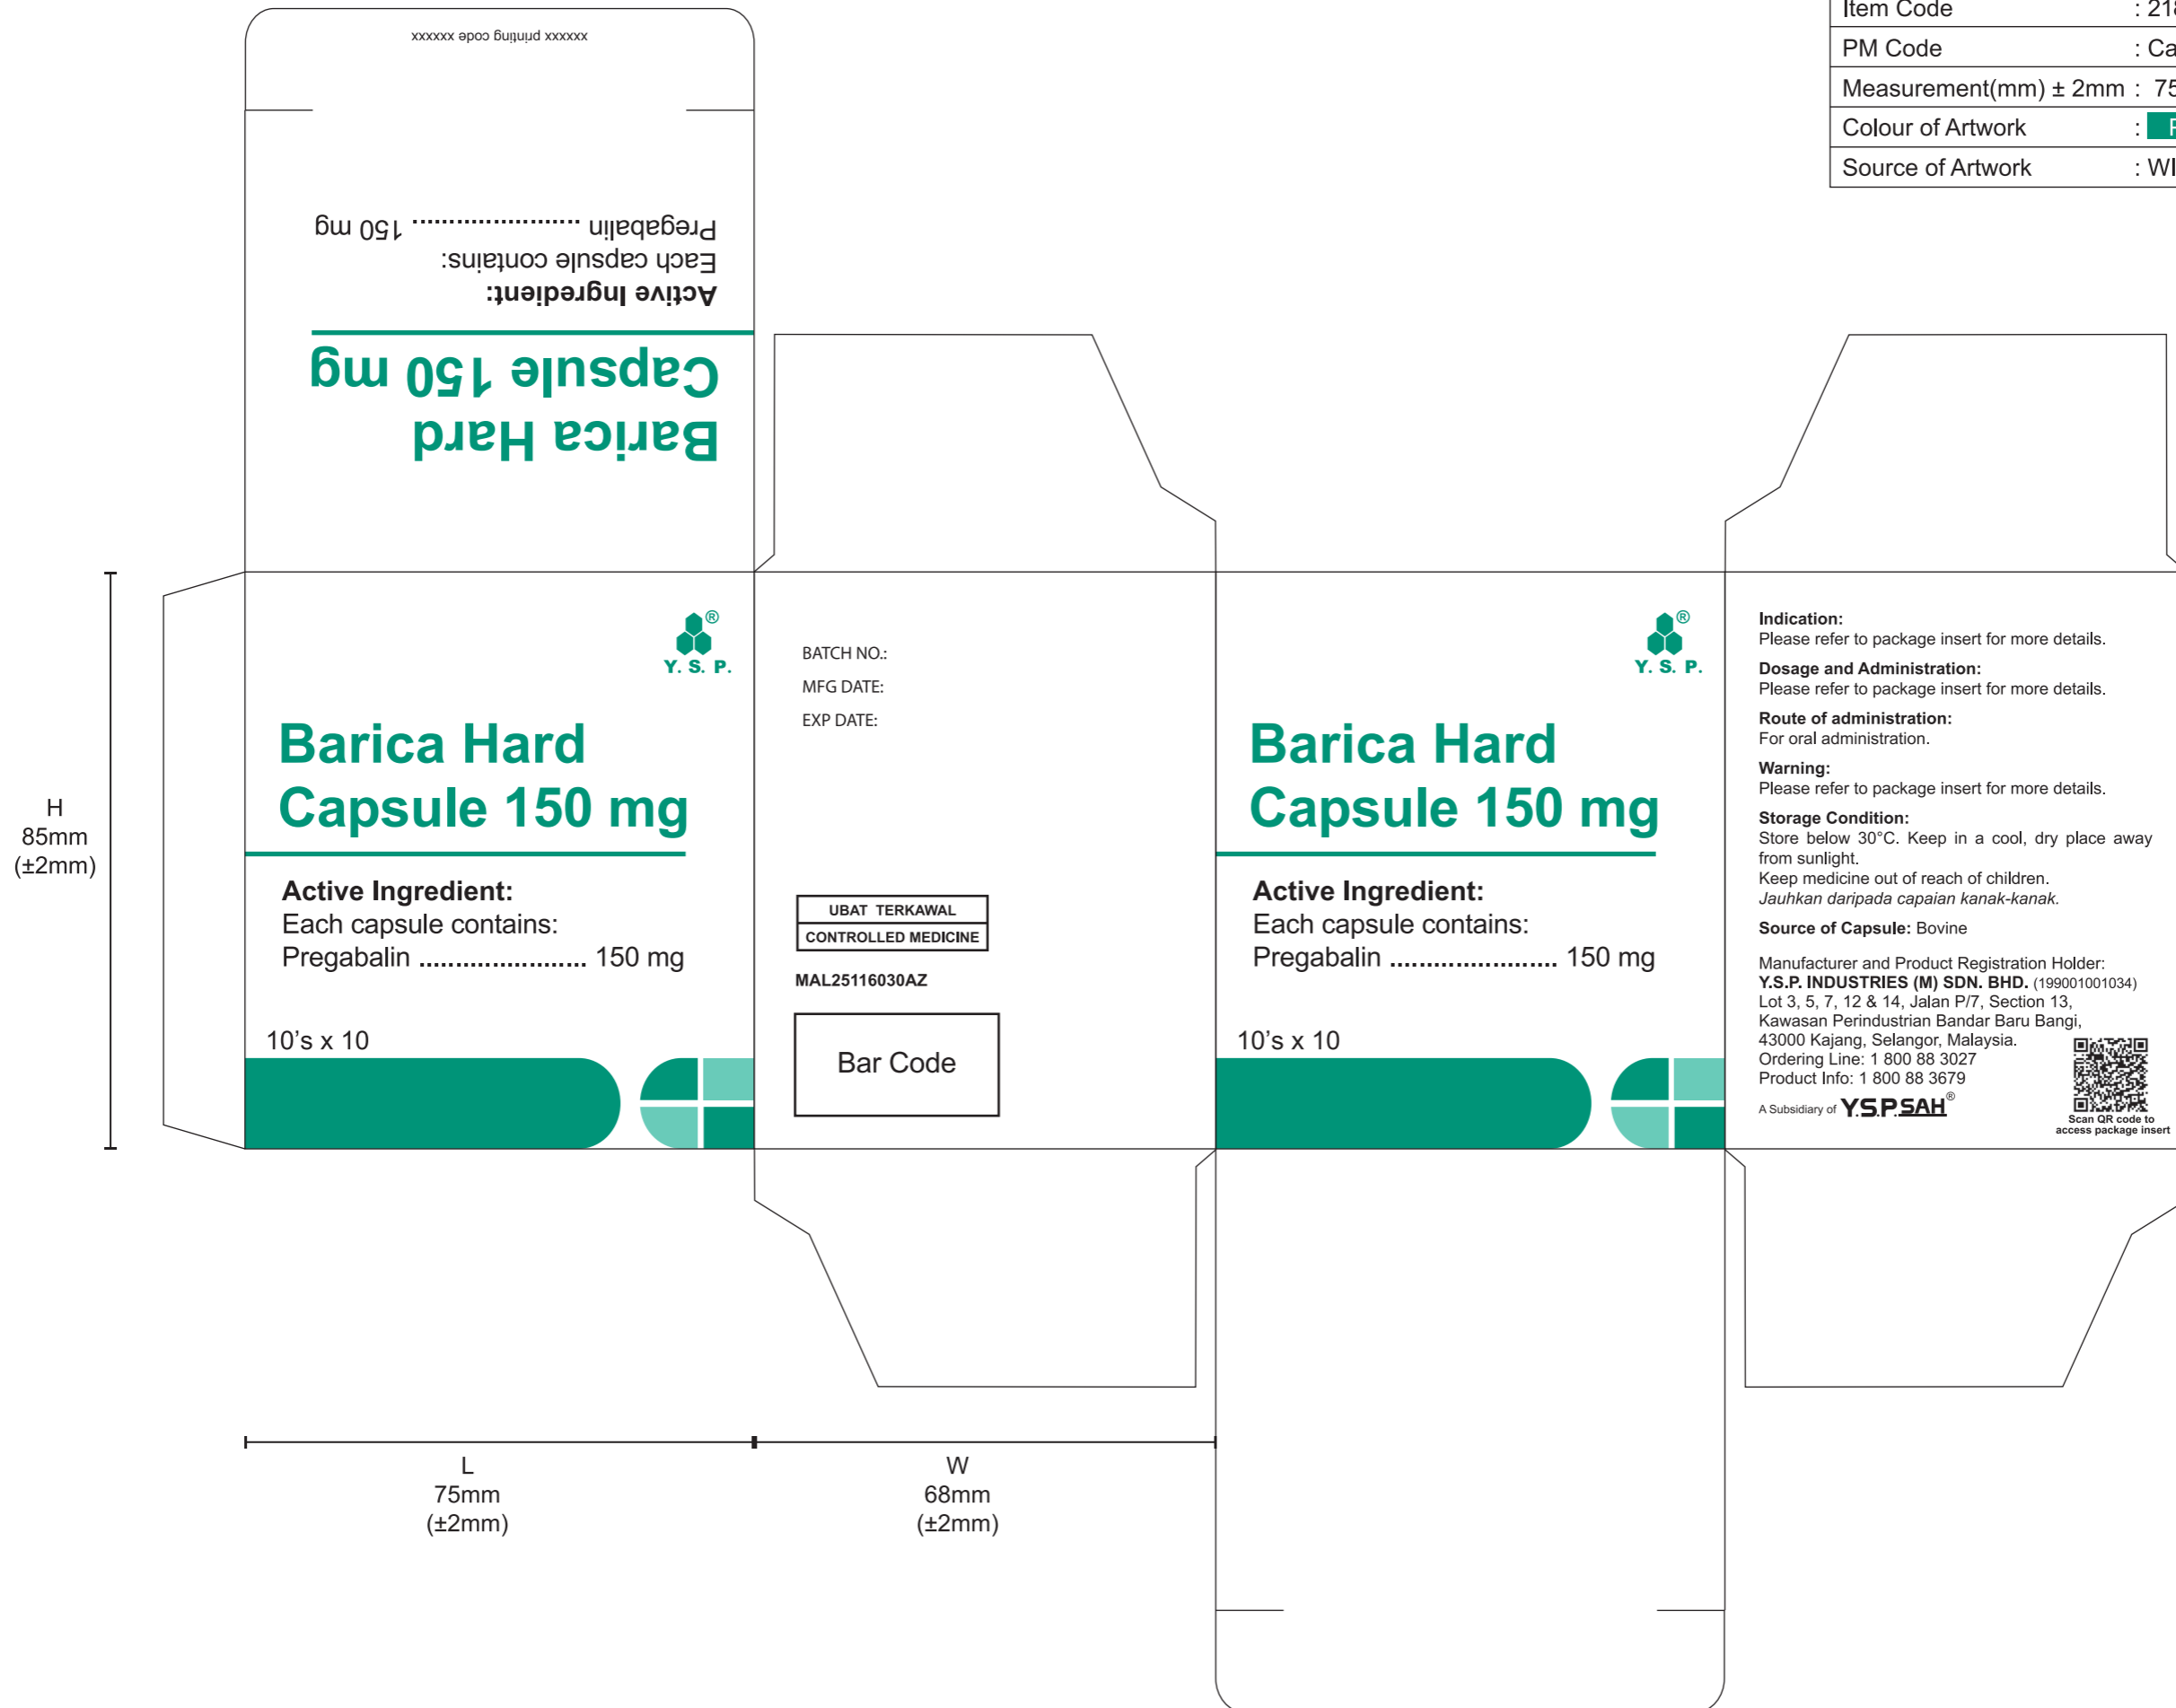 Item Code : 218
PM Code : Ca
Measurement(mm) ± 2mm : 75
Colour of Artwork :
Source of Artwork :
xxxxxx printing code xxxxxx
Pregabalin ....................... 150 mg
Each capsule contains:
Active Ingredient:
Capsule 150 mg
Barica Hard
H
85mm
(±2mm)
®
Y. S. P.
Barica Hard
Capsule 150 mg
Active Ingredient:
Each capsule contains:
Pregabalin ....................... 150 mg
10's x 10
BATCH NO.:
MFG DATE:
EXP DATE:
UBAT TERKAWAL
CONTROLLED MEDICINE
MAL25116030AZ
Bar Code
®
Y. S. P.
Barica Hard
Capsule 150 mg
Active Ingredient:
Each capsule contains:
Pregabalin ....................... 150 mg
10's x 10
Indication:
Please refer to package insert for more details.
Dosage and Administration:
Please refer to package insert for more details.
Route of administration:
For oral administration.
Warning:
Please refer to package insert for more details.
Storage Condition:
Store below 30°C. Keep in a cool, dry place away
from sunlight.
Keep medicine out of reach of children.
Jauhkan daripada capaian kanak-kanak.
Source of Capsule: Bovine
Manufacturer and Product Registration Holder:
Y.S.P. INDUSTRIES (M) SDN. BHD. (199001001034)
Lot 3, 5, 7, 12 & 14, Jalan P/7, Section 13,
Kawasan Perindustrian Bandar Baru Bangi,
43000 Kajang, Selangor, Malaysia.
Ordering Line: 1 800 88 3027
Product Info: 1 800 88 3679
A Subsidiary of Y.S.P.SAH®
Scan QR code to
access package insert
L
75mm
(±2mm)
W
68mm
(±2mm)